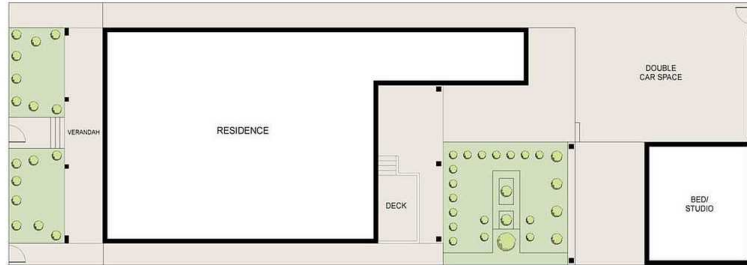 VERANDAH
RESIDENCE
DECK
DOUBLE
CAR SPACE
BED/
STUDIO